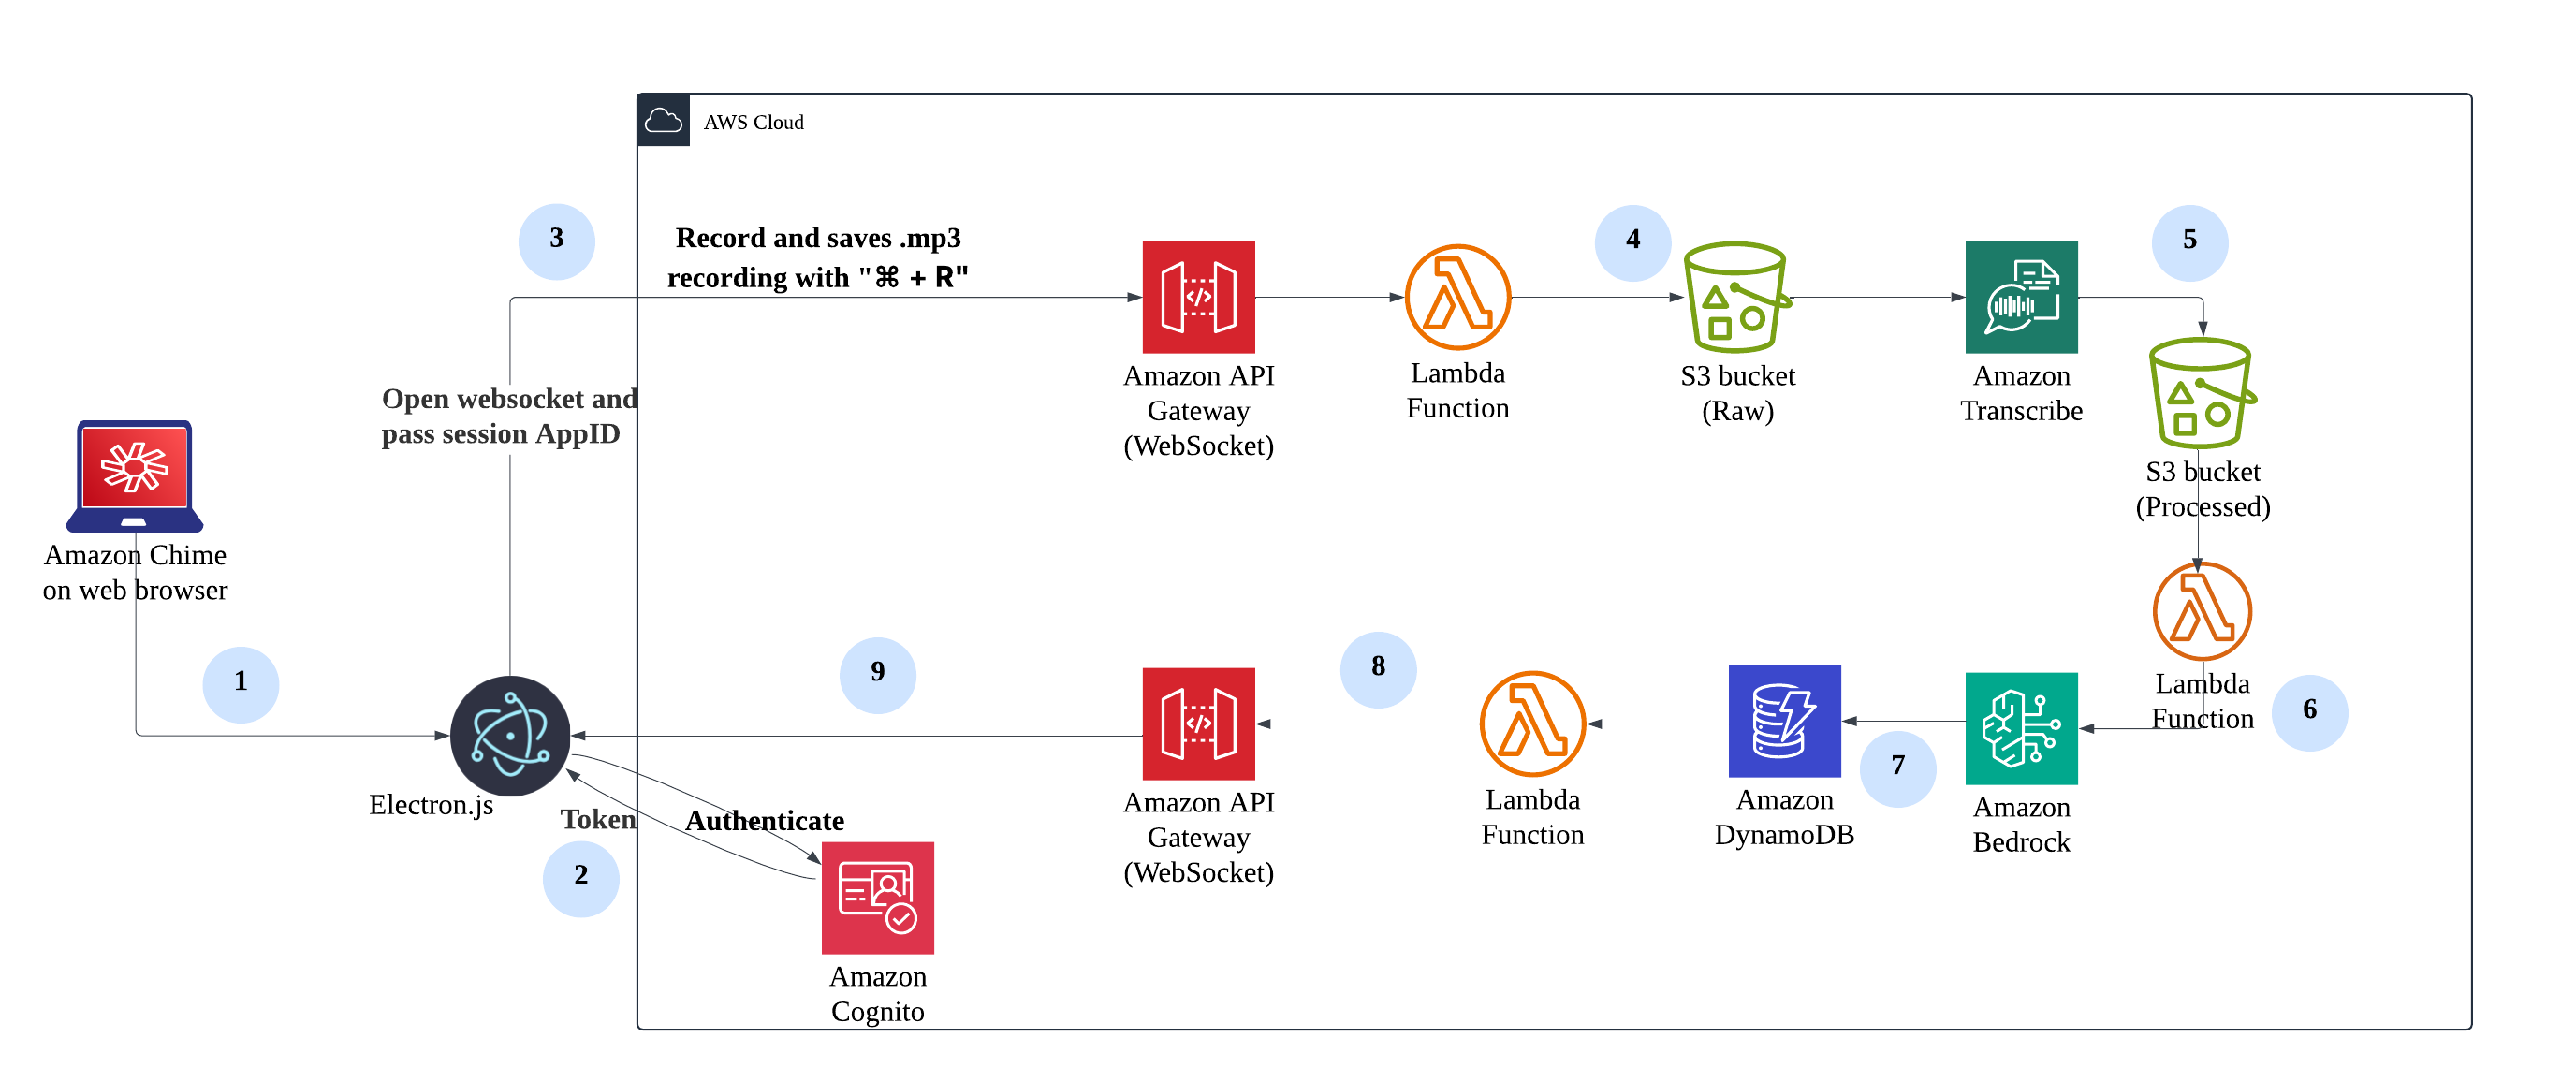 AWS Cloud
3
Record and saves .mp3
recording with "⌘ + R"
4
5
Amazon API
Gateway
(WebSocket)
Lambda
Function
S3 bucket
(Raw)
Amazon
Transcribe
Open websocket and
pass session AppID
S3 bucket
(Processed)
Amazon Chime
on web browser
1
9
8
Lambda
Function
6
7
Electron.js
Token
Authenticate
2
Amazon API
Gateway
(WebSocket)
Lambda
Function
Amazon
DynamoDB
Amazon
Bedrock
Amazon
Cognito